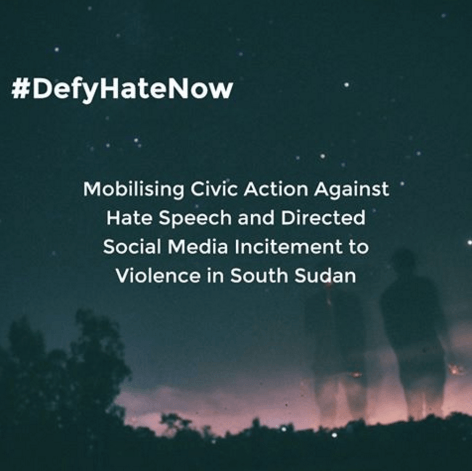 #DefyHateNow
Mobilising Civic Action Against
Hate Speech and Directed
Social Media Incitement to
Violence in South Sudan